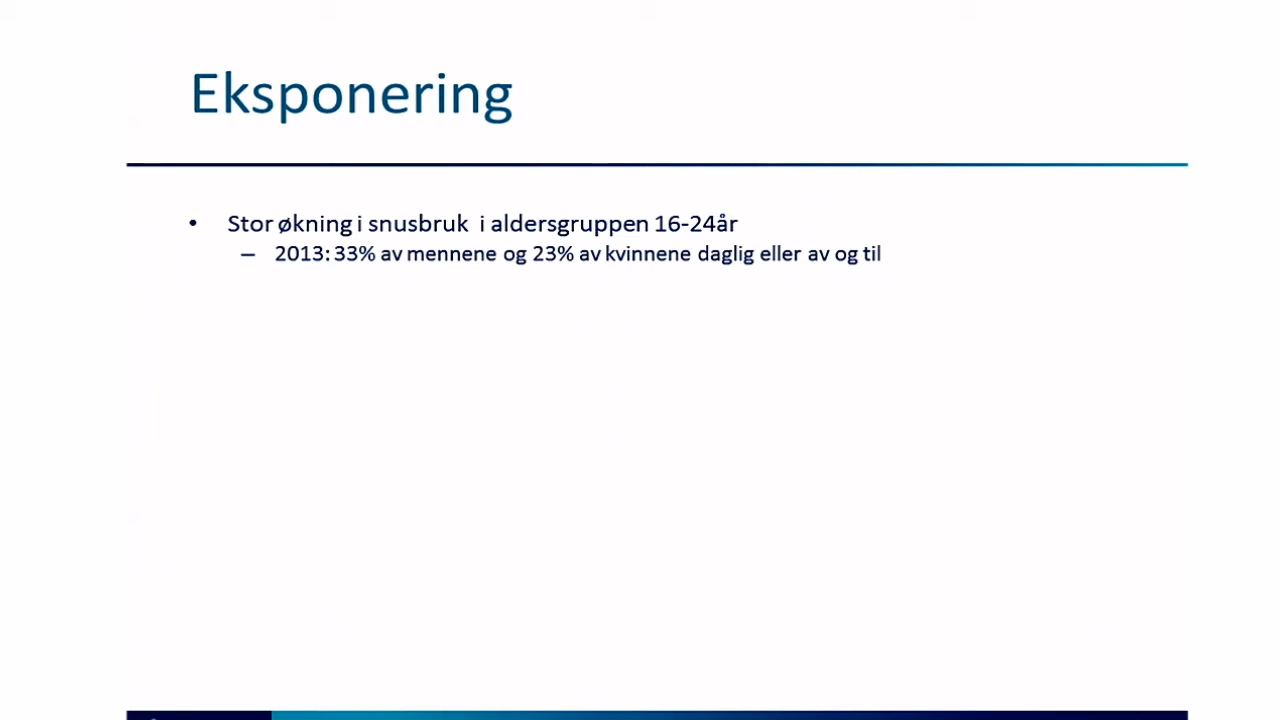 Eksponering
• Stor økning i snusbruk i aldersgruppen 16-24år
– 2013: 33% av mennene og 23% av kvinnene daglig eller av og til